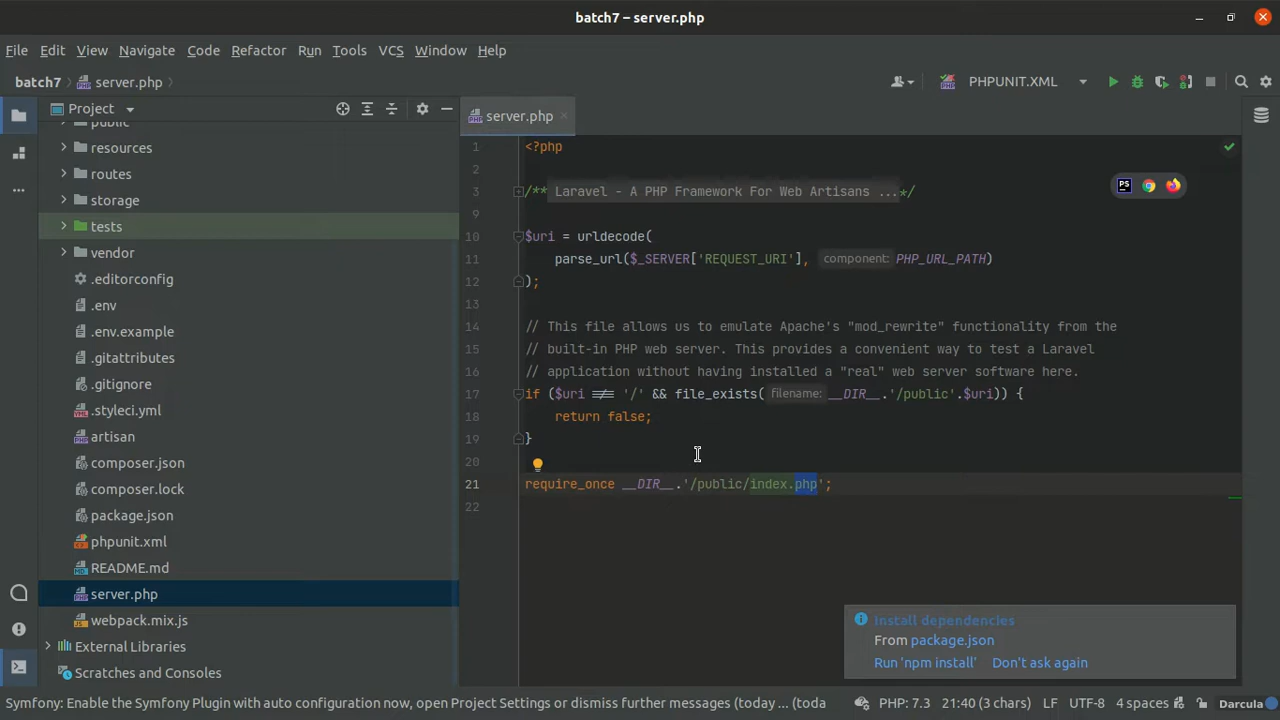 batch7 – server.php
File Edit View Navigate Code Refactor Run Tools VCS Window Help
batch7 server.php PHPUNIT.XML
Project
server.php
public
resources
routes
storage
tests
vendor
.editorconfig
.env
.env.example
.gitattributes
.gitignore
.styleci.yml
artisan
composer.json
composer.lock
package.json
phpunit.xml
README.md
server.php
webpack.mix.js
External Libraries
Scratches and Consoles
1 <?php
2
3 /** Laravel - A PHP Framework For Web Artisans ...*/
9
10 $uri = urldecode(
11 parse_url($_SERVER['REQUEST_URI'], component: PHP_URL_PATH)
12 );
13
14 // This file allows us to emulate Apache's "mod_rewrite" functionality from the
15 // built-in PHP web server. This provides a convenient way to test a Laravel
16 // application without having installed a "real" web server software here.
17 if ($uri !== '/' && file_exists( filename: __DIR__.'/public'.$uri)) {
18 return false;
19 }
20
21 require_once __DIR__.'/public/index.php';
22
PS
Install dependencies
From package.json
Run 'npm install' Don't ask again
Symfony: Enable the Symfony Plugin with auto configuration now, open Project Settings or dismiss further messages (today (toda PHP: 7.3 21:40 (3 chars) LF UTF-8 4 spaces Darcula